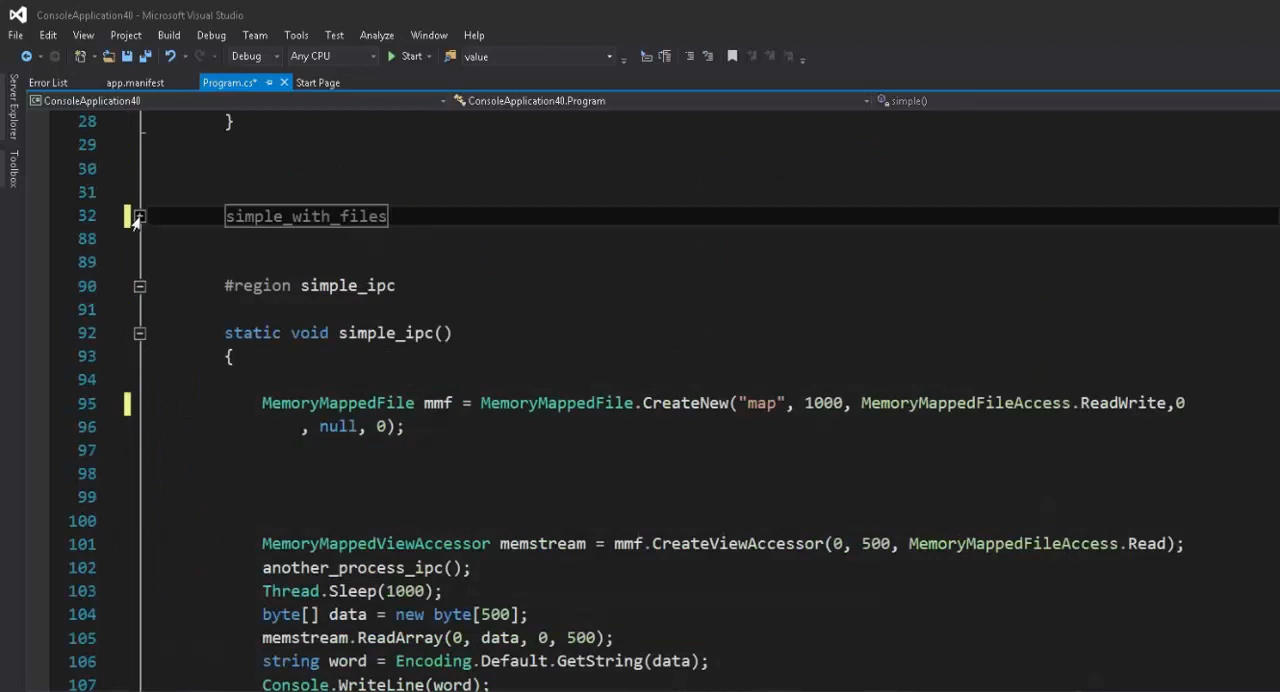 ConsoleApplication40 - Microsoft Visual Studio
File Edit View Project Build Debug Team Tools Test Analyze Window Help
Debug Any CPU Start value
Error List app.manifest Program.cs* Start Page
ConsoleApplication40 ConsoleApplication40.Program simple()
Server Explorer
Toolbox
28 }
29
30
31
32 simple_with_files
88
89
90 #region simple_ipc
91
92 static void simple_ipc()
93 {
94
95 MemoryMappedFile mmf = MemoryMappedFile.CreateNew("map", 1000, MemoryMappedFileAccess.ReadWrite,0
96 , null, 0);
97
98
99
100
101 MemoryMappedViewAccessor memstream = mmf.CreateViewAccessor(0, 500, MemoryMappedFileAccess.Read);
102 another_process_ipc();
103 Thread.Sleep(1000);
104 byte[] data = new byte[500];
105 memstream.ReadArray(0, data, 0, 500);
106 string word = Encoding.Default.GetString(data);
107 Console.WriteLine(word);